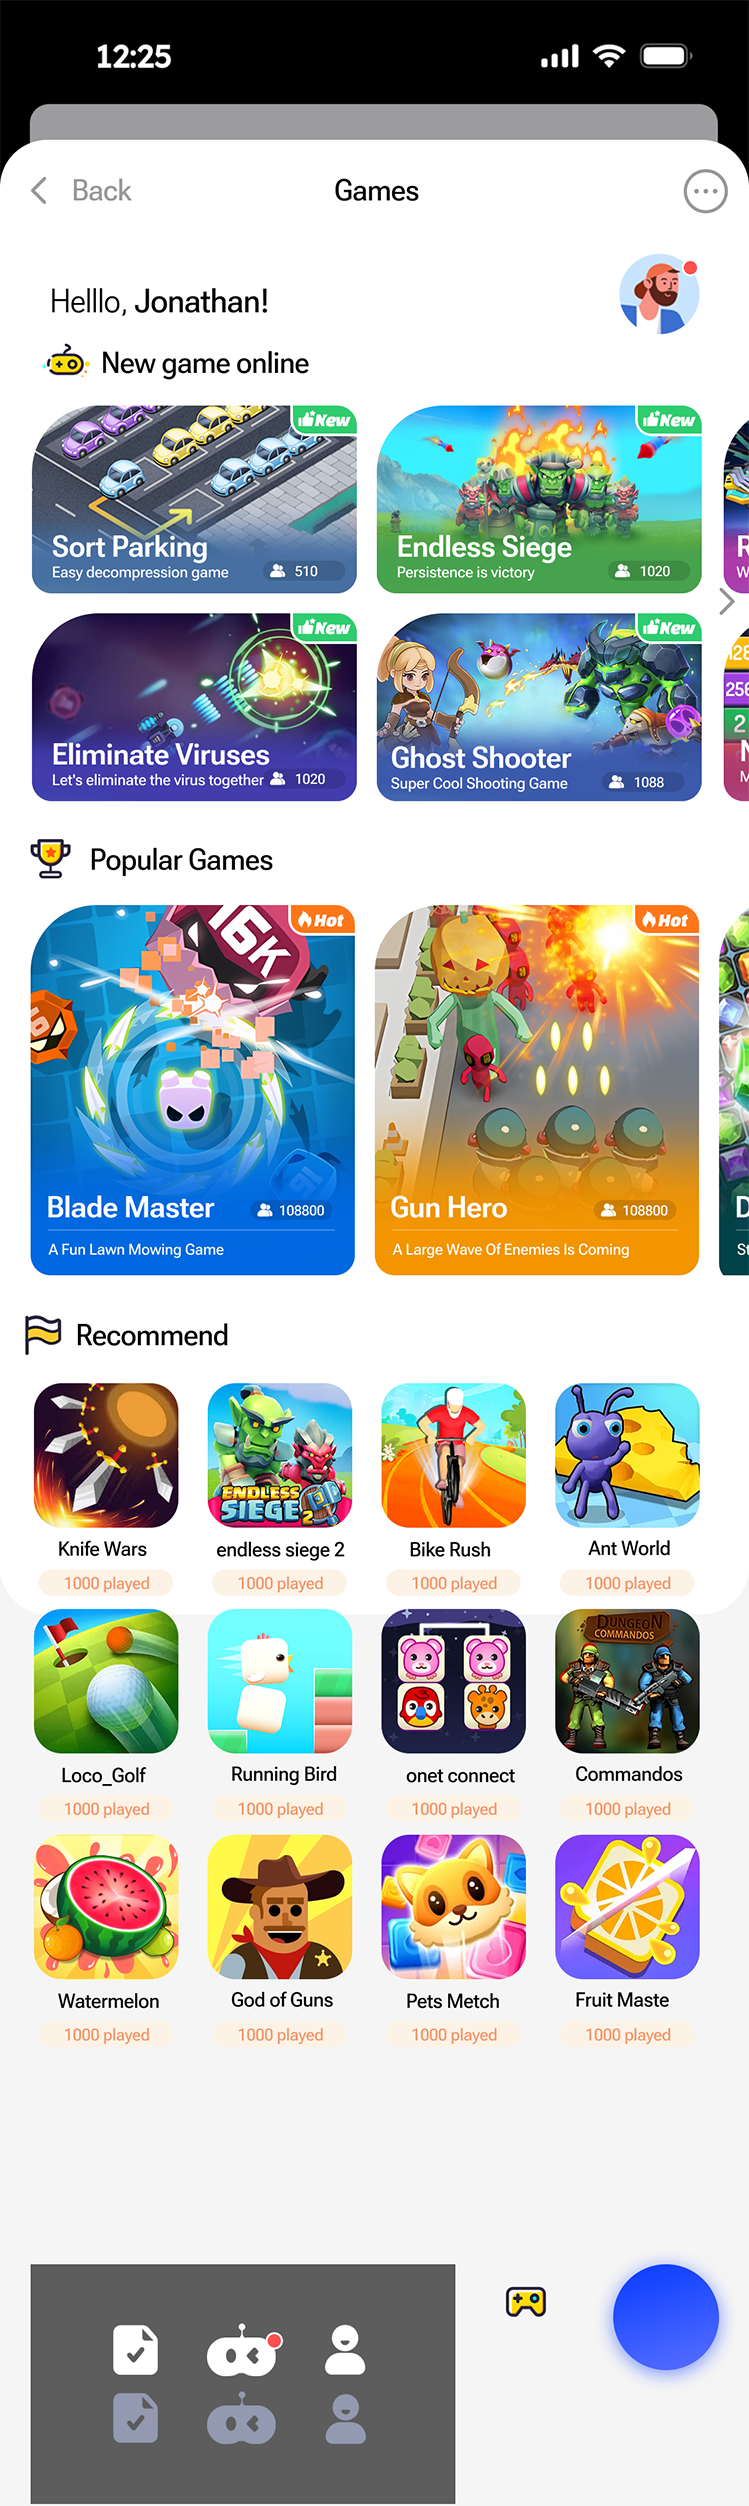 12:25
Back
Games
Helllo, Jonathan!
New game online
New
New
Sort Parking
Easy decompression game
510
Endless Siege
Persistence is victory
1020
R
W
New
New
128
256
2
Eliminate Viruses
Let's eliminate the virus together
1020
Ghost Shooter
Super Cool Shooting Game
1088
N
M
Popular Games
Hot
Hot
16K
Blade Master
108800
A Fun Lawn Mowing Game
Gun Hero
108800
A Large Wave Of Enemies Is Coming
D
St
Recommend
ENDLESS
SIEGE 2
Knife Wars
endless siege 2
Bike Rush
Ant World
1000 played
1000 played
1000 played
1000 played
DUNGEON
COMMANDOS
Loco_Golf
Running Bird
onet connect
Commandos
1000 played
1000 played
1000 played
1000 played
Watermelon
God of Guns
Pets Metch
Fruit Maste
1000 played
1000 played
1000 played
1000 played